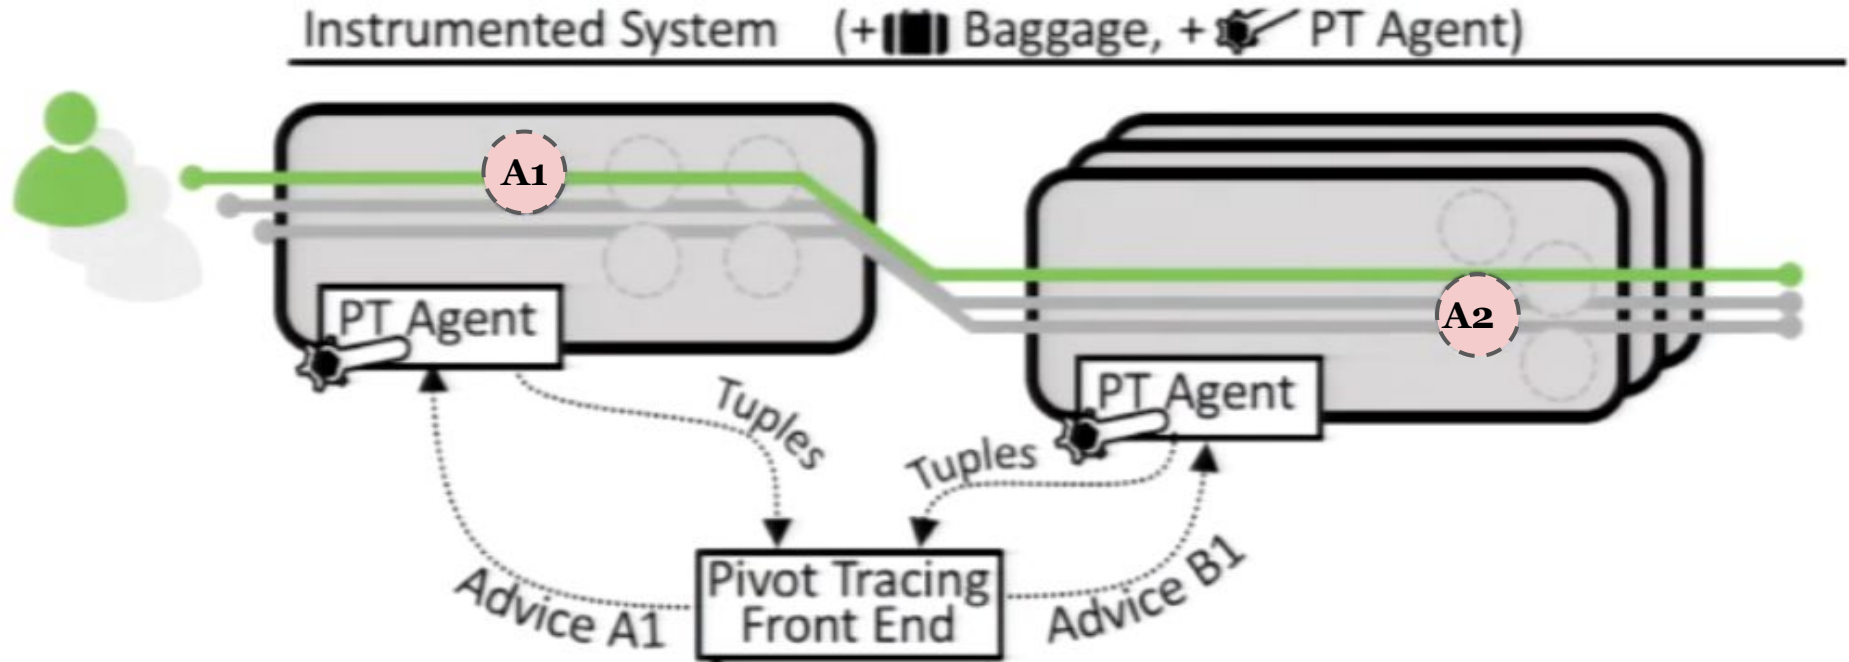 Instrumented System (+ Baggage, + PT Agent)
A1
A2
PT Agent
PT Agent
Tuples
Tuples
Advice A1
Pivot Tracing
Front End
Advice B1